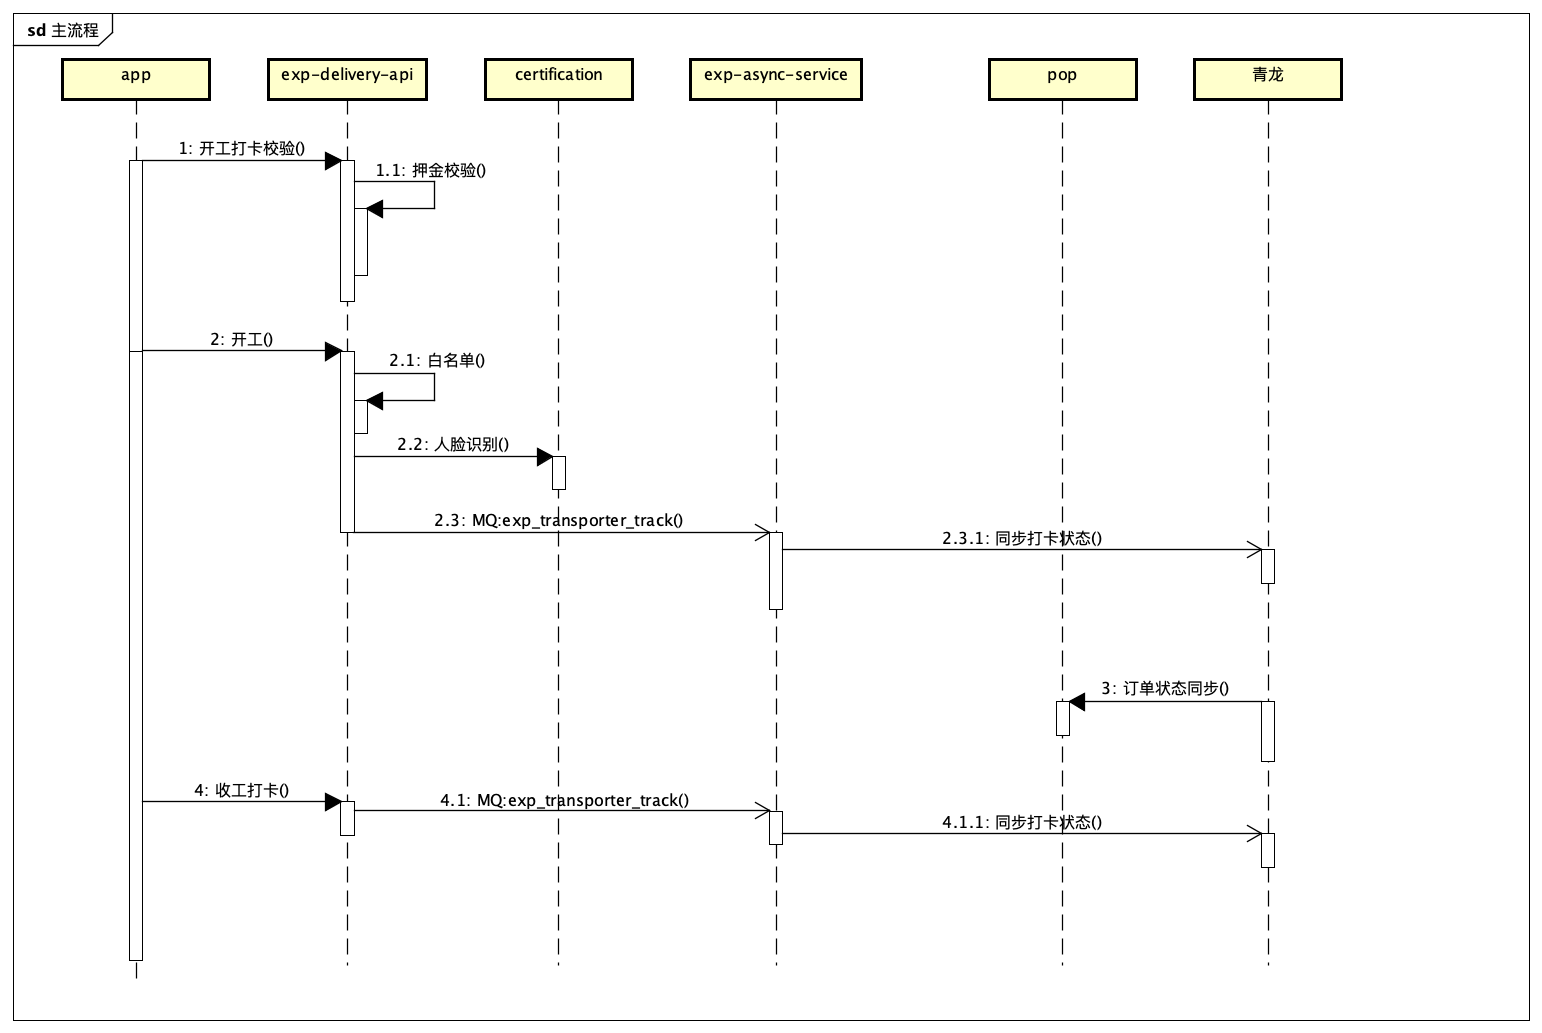 sd 主流程
app
exp-delivery-api
certification
exp-async-service
pop
青龙
1: 开工打卡校验()
1.1: 押金校验()
2: 开工()
2.1: 白名单()
2.2: 人脸识别()
2.3: MQ:exp_transporter_track()
2.3.1: 同步打卡状态()
3: 订单状态同步()
4: 收工打卡()
4.1: MQ:exp_transporter_track()
4.1.1: 同步打卡状态()